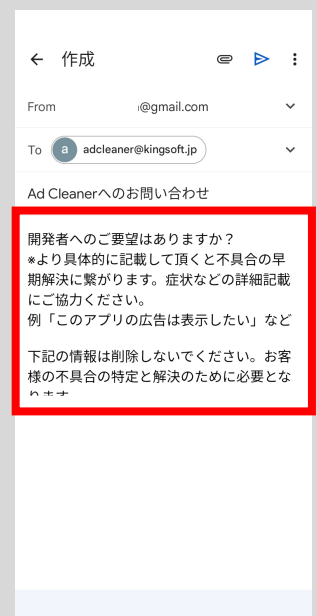 作成
From
@gmail.com
To a adcleaner@kingsoft.jp
Ad Cleanerへのお問い合わせ
開発者へのご要望はありますか？
※より具体的に記載して頂くと不具合の早
期解決に繋がります。症状などの詳細記載
にご協力ください。
例「このアプリの広告は表示したい」など
下記の情報は削除しないでください。お客
様の不具合の特定と解決のために必要とな
ります